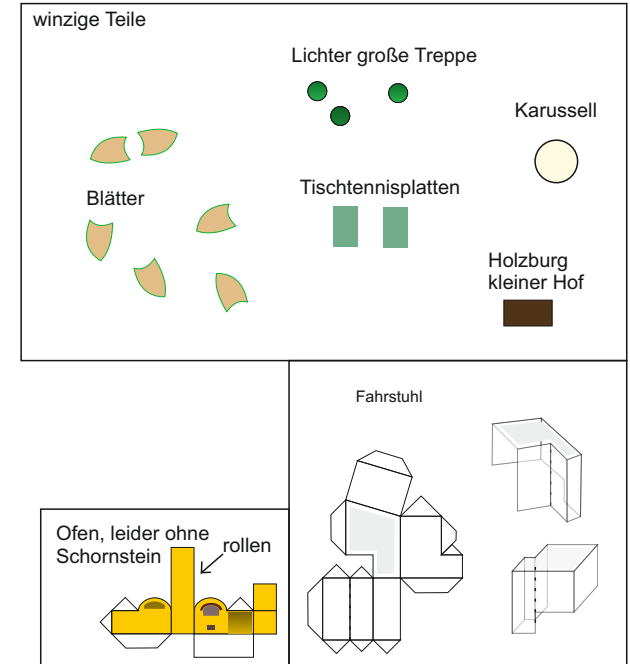 winzige Teile
Lichter große Treppe
Karussell
Blätter
Tischtennisplatten
Holzburg
kleiner Hof
Fahrstuhl
Ofen, leider ohne
Schornstein
rollen